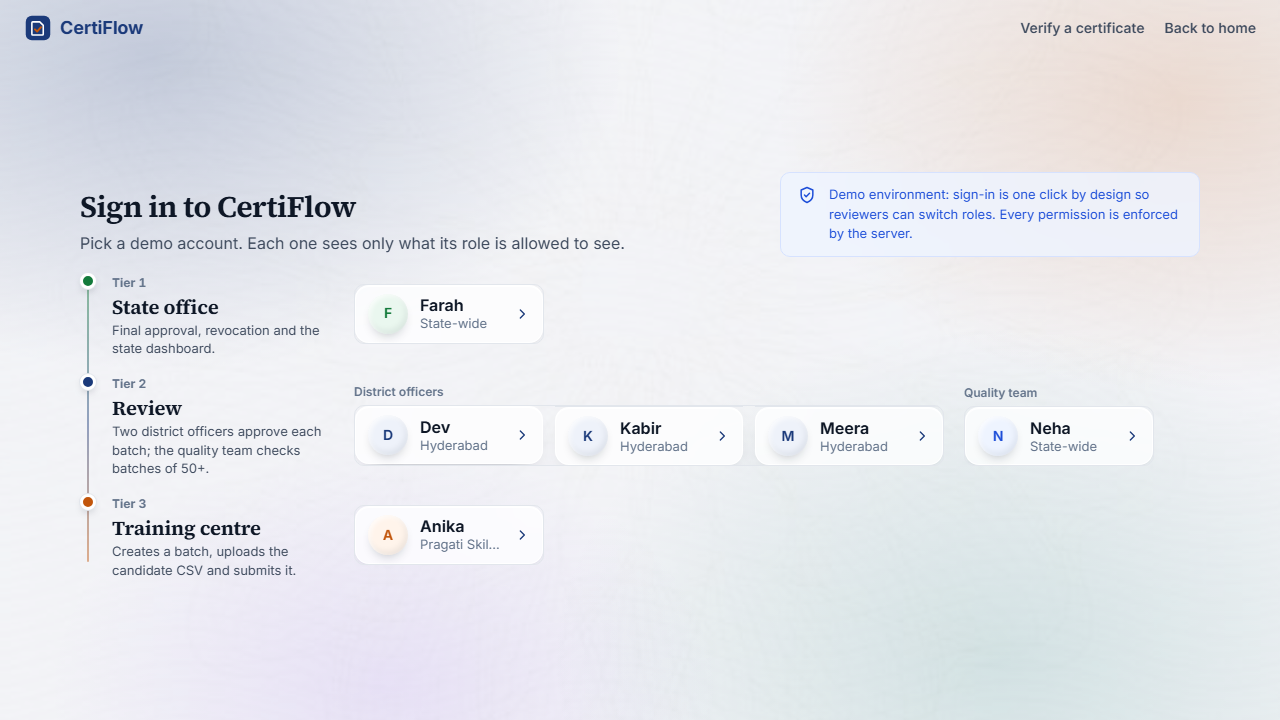 CertiFlow
Verify a certificate
Back to home
Sign in to CertiFlow
Pick a demo account. Each one sees only what its role is allowed to see.
Demo environment: sign-in is one click by design so
reviewers can switch roles. Every permission is enforced
by the server.
Tier 1
State office
Final approval, revocation and the
state dashboard.
F
Farah
State-wide
Tier 2
Review
Two district officers approve each
batch; the quality team checks
batches of 50+.
District officers
D
Dev
Hyderabad
K
Kabir
Hyderabad
M
Meera
Hyderabad
Quality team
N
Neha
State-wide
Tier 3
Training centre
Creates a batch, uploads the
candidate CSV and submits it.
A
Anika
Pragati Skil...